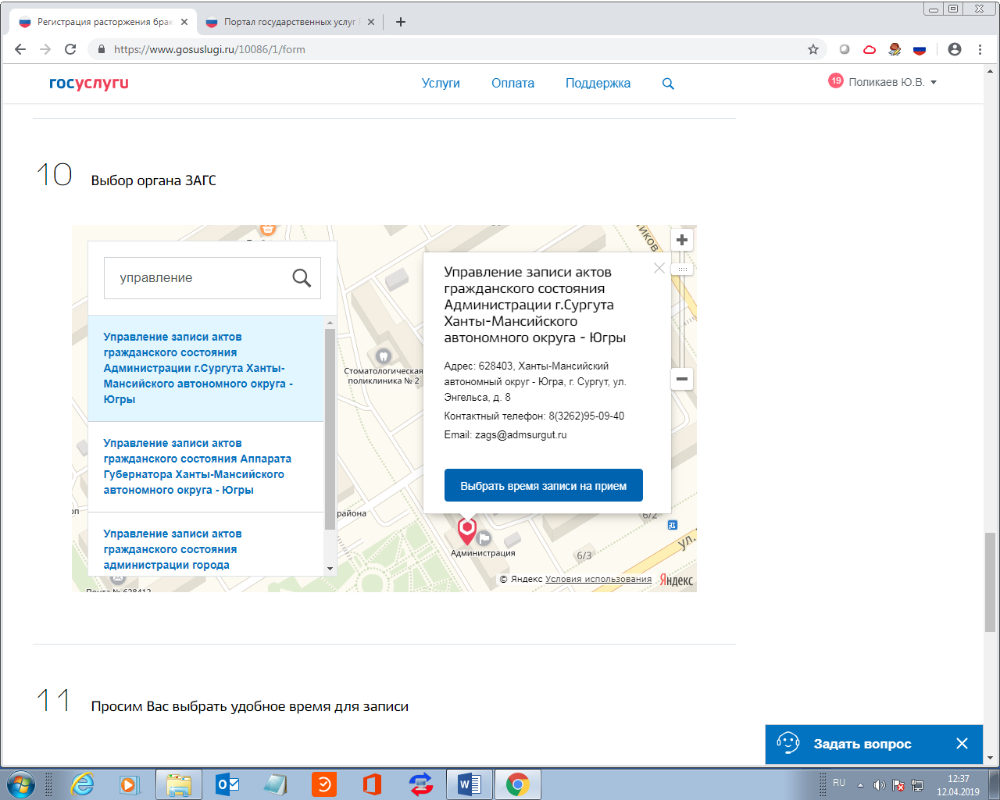 Регистрация расторжения брак
Портал государственных услуг
https://www.gosuslugi.ru/10086/1/form
госуслуги
Услуги
Оплата
Поддержка
19
Поликаев Ю.В.
10
Выбор органа ЗАГС
управление
Управление записи актов
гражданского состояния
Администрации г.Сургута Ханты-
Мансийского автономного округа -
Югры
Управление записи актов
гражданского состояния Аппарата
Губернатора Ханты-Мансийского
автономного округа - Югры
Управление записи актов
гражданского состояния
администрации города
Стоматологическая
поликлиника № 2
района
Почта № 628412
Управление записи актов
гражданского состояния
Администрации г.Сургута
Ханты-Мансийского
автономного округа - Югры
Адрес: 628403, Ханты-Мансийский
автономный округ - Югра, г. Сургут, ул.
Энгельса, д. 8
Контактный телефон: 8(3262)95-09-40
Email: zags@admsurgut.ru
Выбрать время записи на прием
6/2
Администрация
6/3
ул.
© Яндекс Условия использования
Яндекс
11
Просим Вас выбрать удобное время для записи
Задать вопрос
RU
12:37
12.04.2019